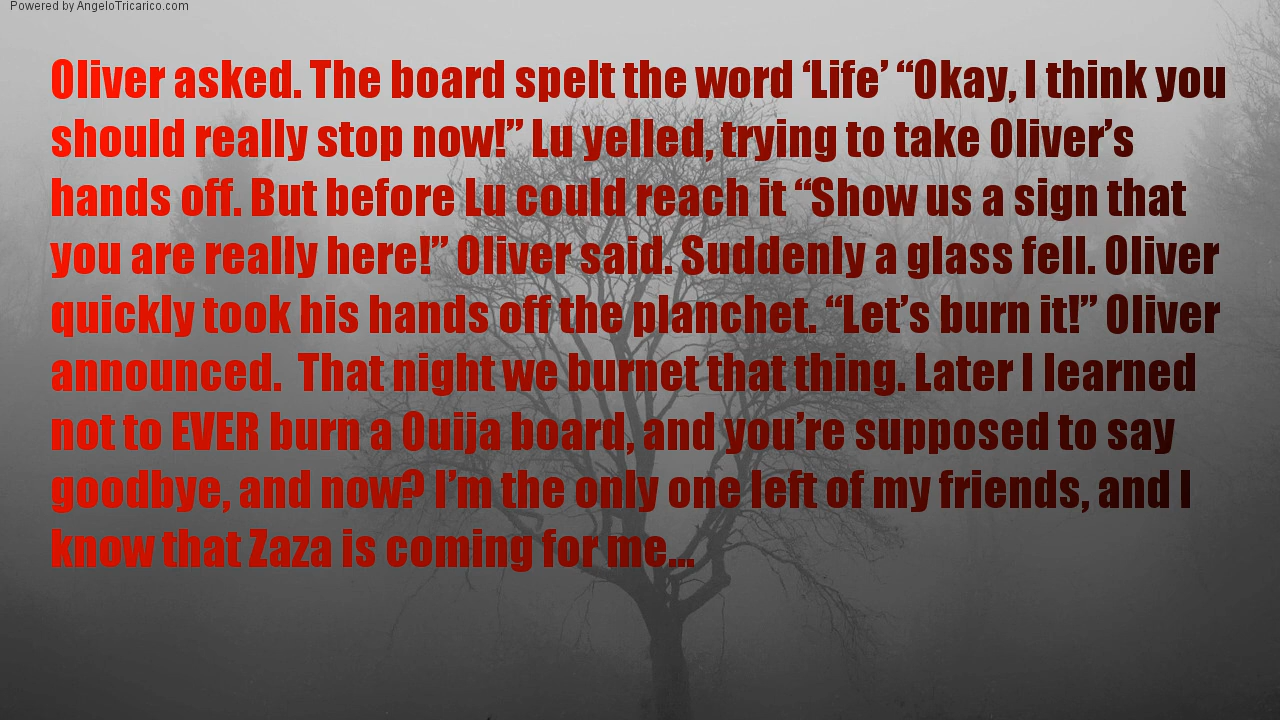 Powered by AngeloTricarico.com
Oliver asked. The board spelt the word ‘Life’ “Okay, I think you
should really stop now!” Lu yelled, trying to take Oliver’s
hands off. But before Lu could reach it “Show us a sign that
you are really here!” Oliver said. Suddenly a glass fell. Oliver
quickly took his hands off the planchet. “Let’s burn it!” Oliver
announced.  That night we burnet that thing. Later I learned
not to EVER burn a Ouija board, and you’re supposed to say
goodbye, and now? I’m the only one left of my friends, and I
know that Zaza is coming for me...